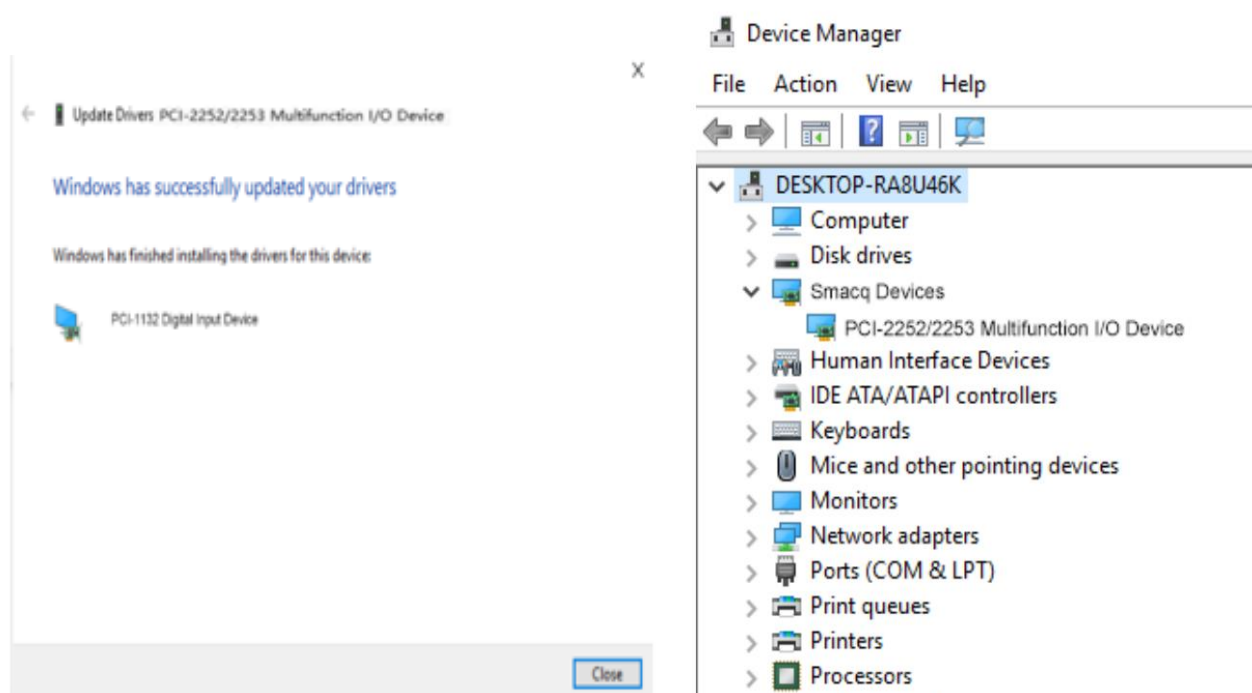 X
Update Drivers PCI-2252/2253 Multifunction I/O Device
Windows has successfully updated your drivers
Windows has finished installing the drivers for this device:
PCI-1132 Digital Input Device
Close
Device Manager
File Action View Help
DESKTOP-RA8U46K
Computer
Disk drives
Smacq Devices
PCI-2252/2253 Multifunction I/O Device
Human Interface Devices
IDE ATA/ATAPI controllers
Keyboards
Mice and other pointing devices
Monitors
Network adapters
Ports (COM & LPT)
Print queues
Printers
Processors